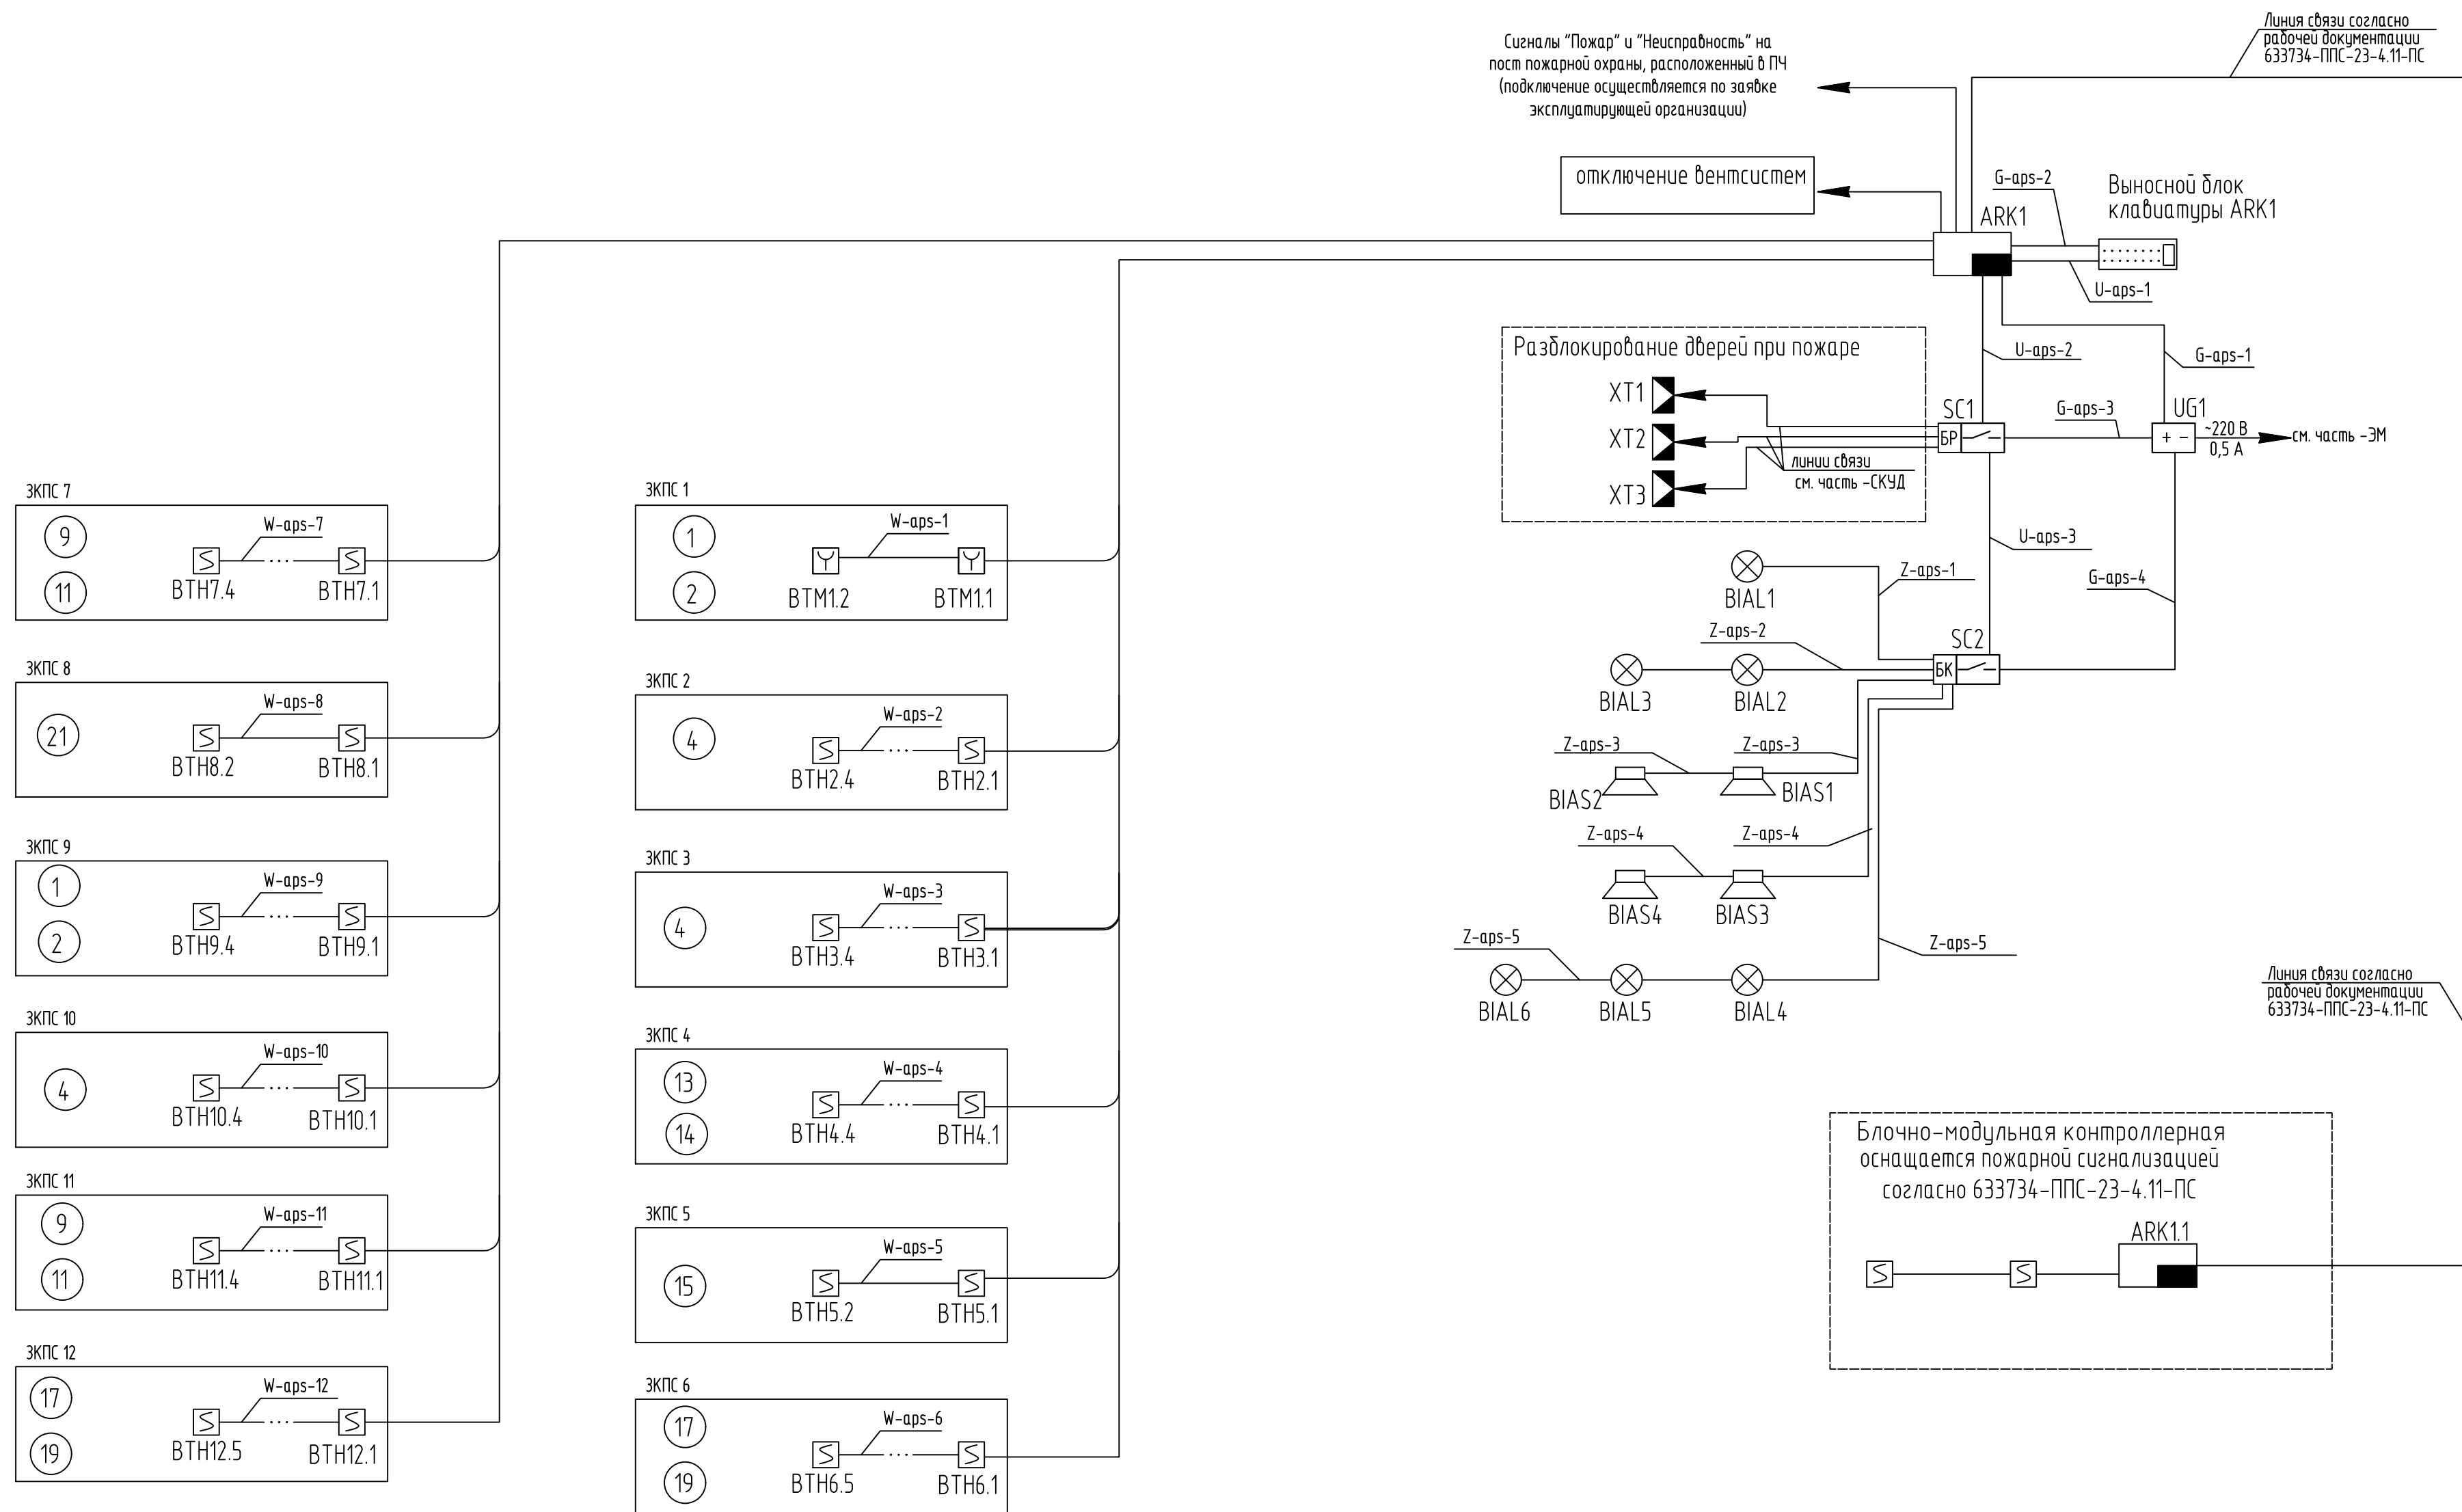 Линия связи согласно
рабочей документации
633734-ППС-23-4.11-ПС
Сигналы "Пожар" и "Неисправность" на
пост пожарной охраны, расположенный в ПЧ
(подключение осуществляется по заявке
эксплуатирующей организации)
отключение вентсистем
G-aps-2
Выносной блок
клавиатуры ARK1
ARK1
U-aps-1
Разблокирование дверей при пожаре
U-aps-2
G-aps-1
XT1
XT2
XT3
SC1
БР
G-aps-3
UG1
+ -
~220 В
0,5 А
см. часть -ЭМ
линии связи
см. часть -СКУД
U-aps-3
G-aps-4
BIAL1
Z-aps-1
Z-aps-2
SC2
БК
BIAL3
BIAL2
Z-aps-3
Z-aps-3
BIAS2
BIAS1
Z-aps-4
Z-aps-4
BIAS4
BIAS3
Z-aps-5
Z-aps-5
BIAL6
BIAL5
BIAL4
Линия связи согласно
рабочей документации
633734-ППС-23-4.11-ПС
Блочно-модульная контроллерная
оснащается пожарной сигнализацией
согласно 633734-ППС-23-4.11-ПС
ARK1.1
ЗКПС 7
9
11
W-aps-7
BTH7.4
BTH7.1
ЗКПС 8
21
W-aps-8
BTH8.2
BTH8.1
ЗКПС 9
1
2
W-aps-9
BTH9.4
BTH9.1
ЗКПС 10
4
W-aps-10
BTH10.4
BTH10.1
ЗКПС 11
9
11
W-aps-11
BTH11.4
BTH11.1
ЗКПС 12
17
19
W-aps-12
BTH12.5
BTH12.1
ЗКПС 1
1
2
W-aps-1
BTM1.2
BTM1.1
ЗКПС 2
4
W-aps-2
BTH2.4
BTH2.1
ЗКПС 3
4
W-aps-3
BTH3.4
BTH3.1
ЗКПС 4
13
14
W-aps-4
BTH4.4
BTH4.1
ЗКПС 5
15
W-aps-5
BTH5.2
BTH5.1
ЗКПС 6
17
19
W-aps-6
BTH6.5
BTH6.1